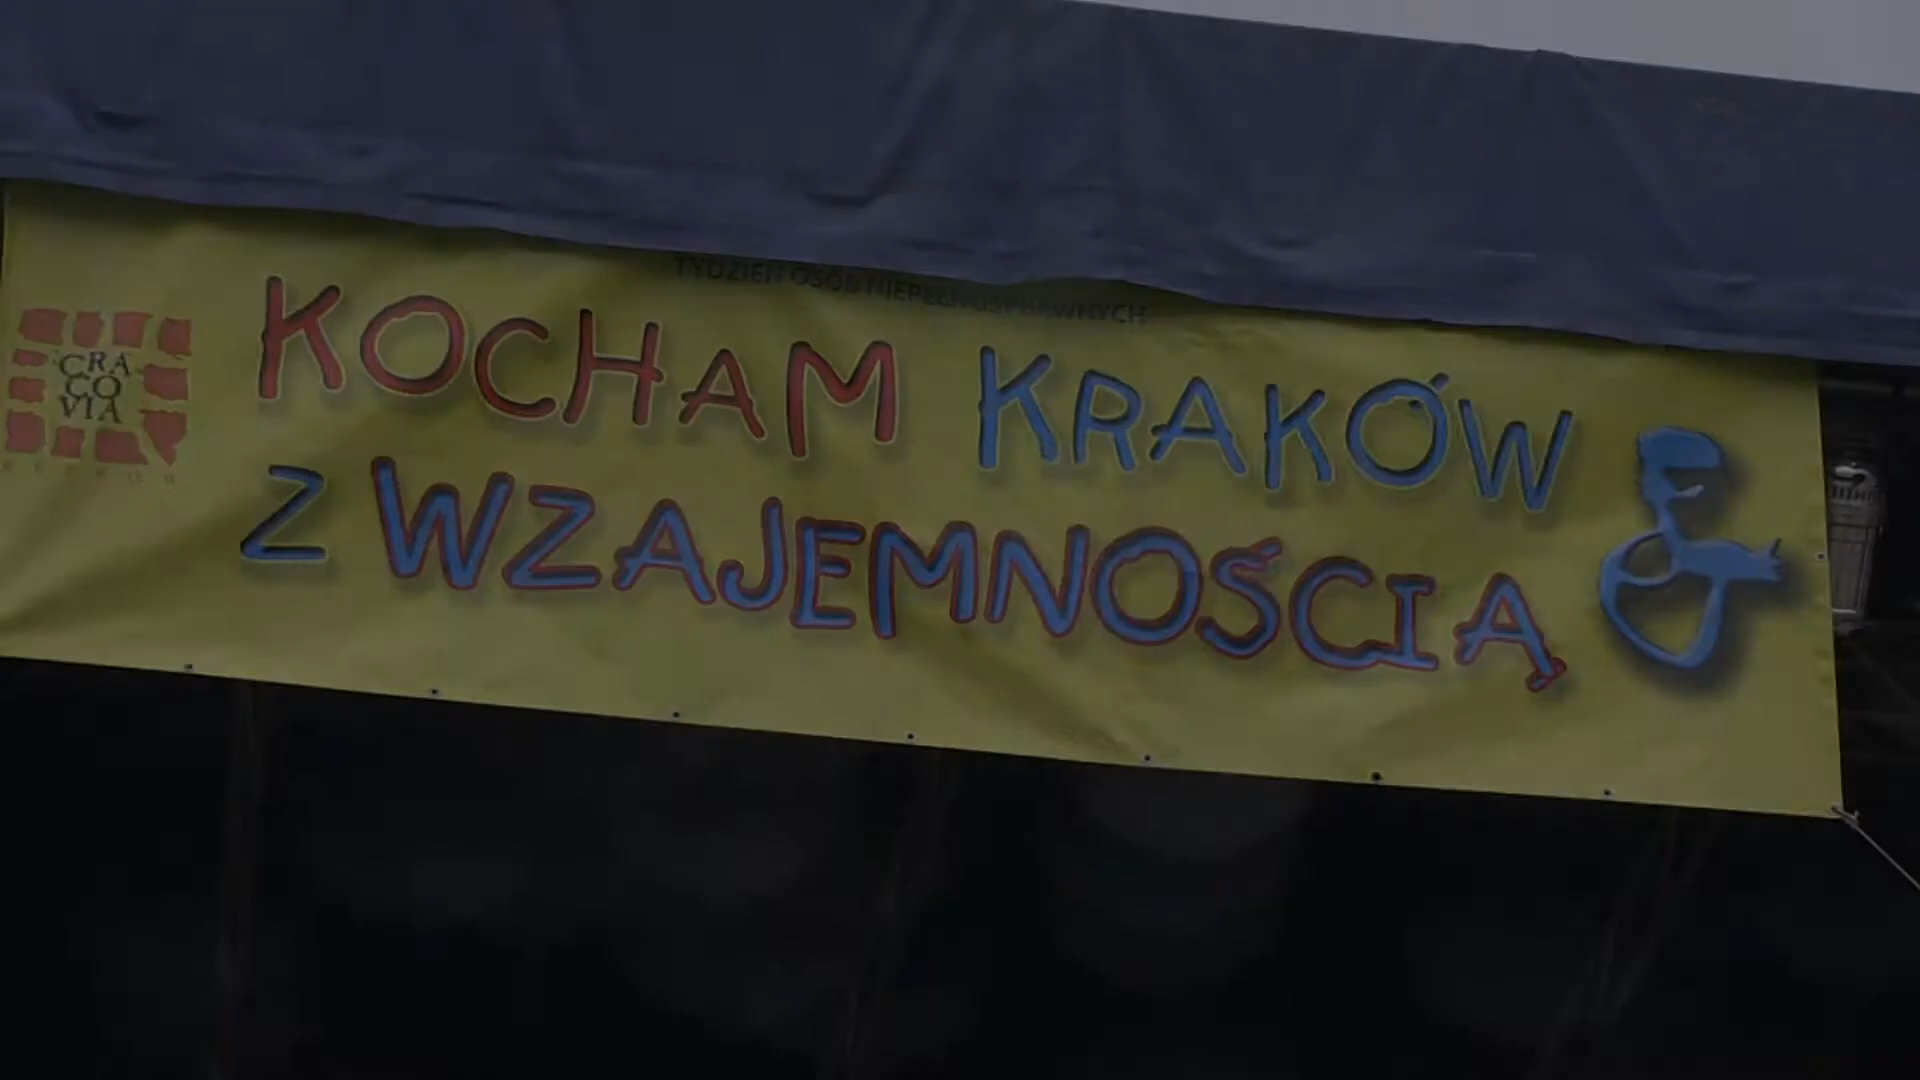 TYDZIEŃ OSÓB NIEPEŁNOSPRAWNYCH
KOCHAM KRAKÓW
Z WZAJEMNOŚCIĄ
CRA
CO
VIA